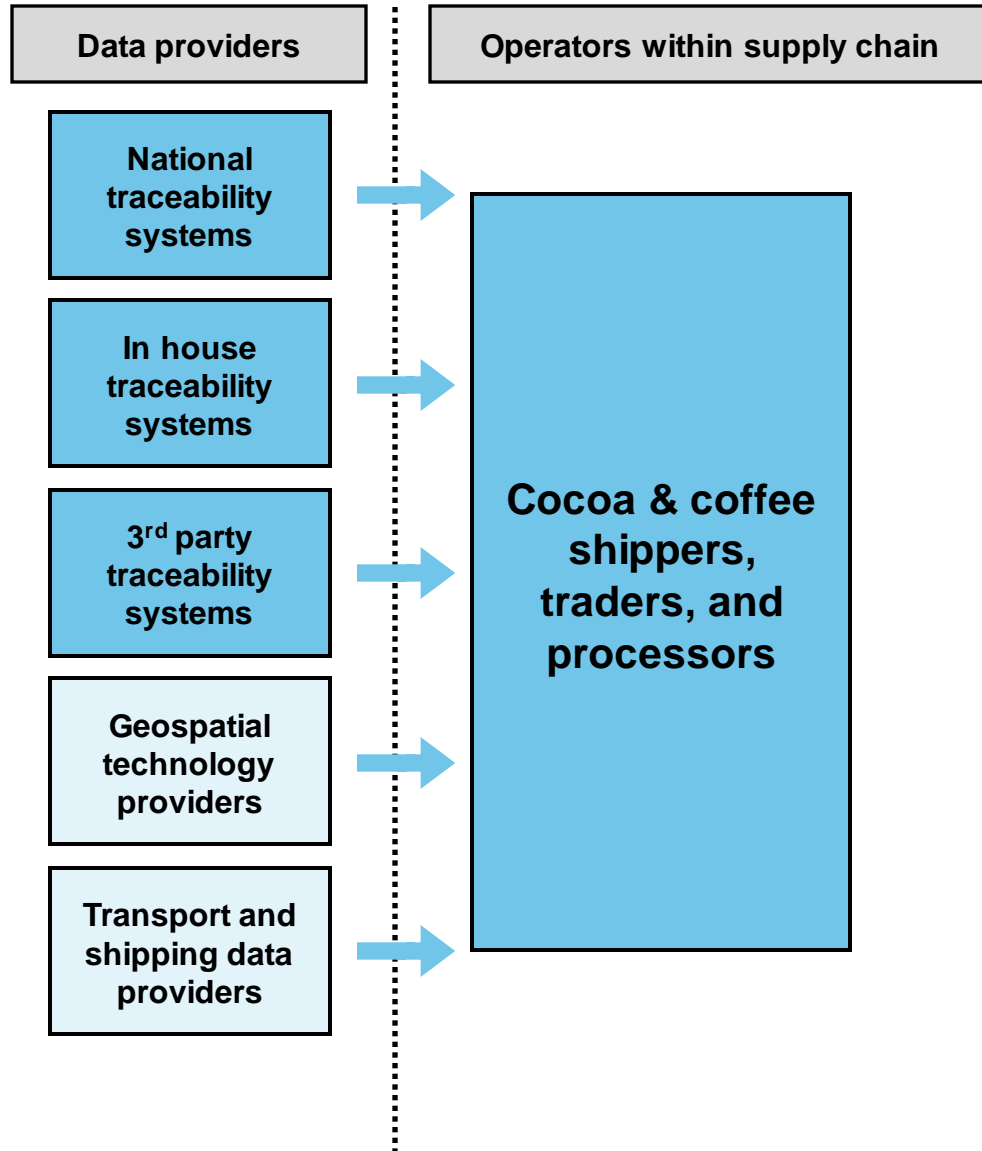 Data providers
Operators within supply chain
National
traceability
systems
In house
traceability
systems
3rd party
traceability
systems
Geospatial
technology
providers
Transport and
shipping data
providers
Cocoa & coffee
shippers,
traders, and
processors